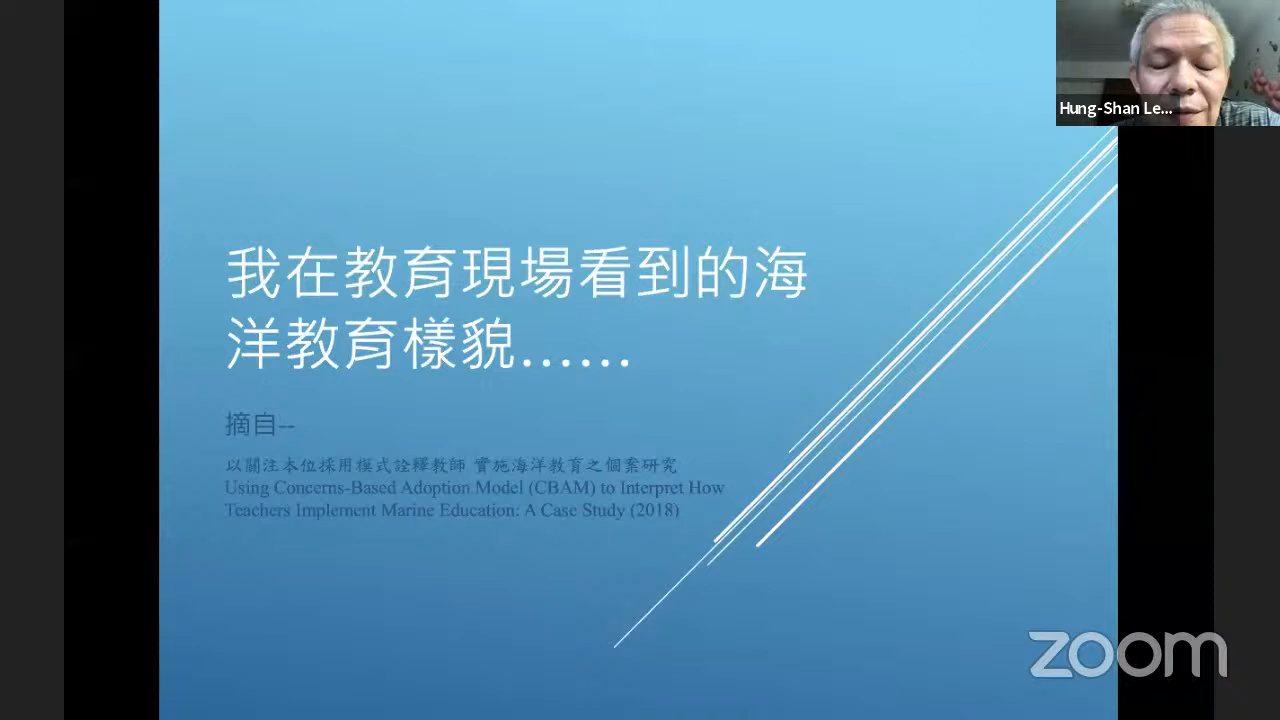 Hung-Shan Le...
我在教育現場看到的海
洋教育樣貌......
摘自--
以關注本位採用模式詮釋教師 實施海洋教育之個案研究
Using Concerns-Based Adoption Model (CBAM) to Interpret How
Teachers Implement Marine Education: A Case Study (2018)
zoom